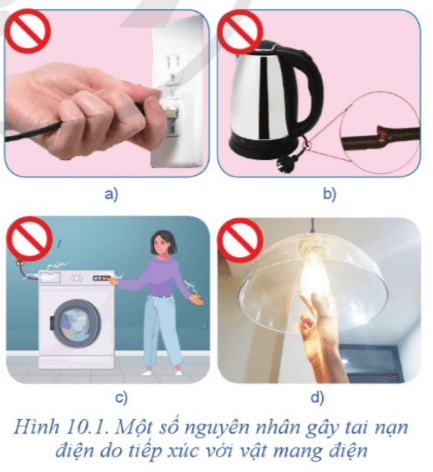 a)
b)
c)
d)
Hình 10.1. Một số nguyên nhân gây tai nạn
điện do tiếp xúc với vật mang điện